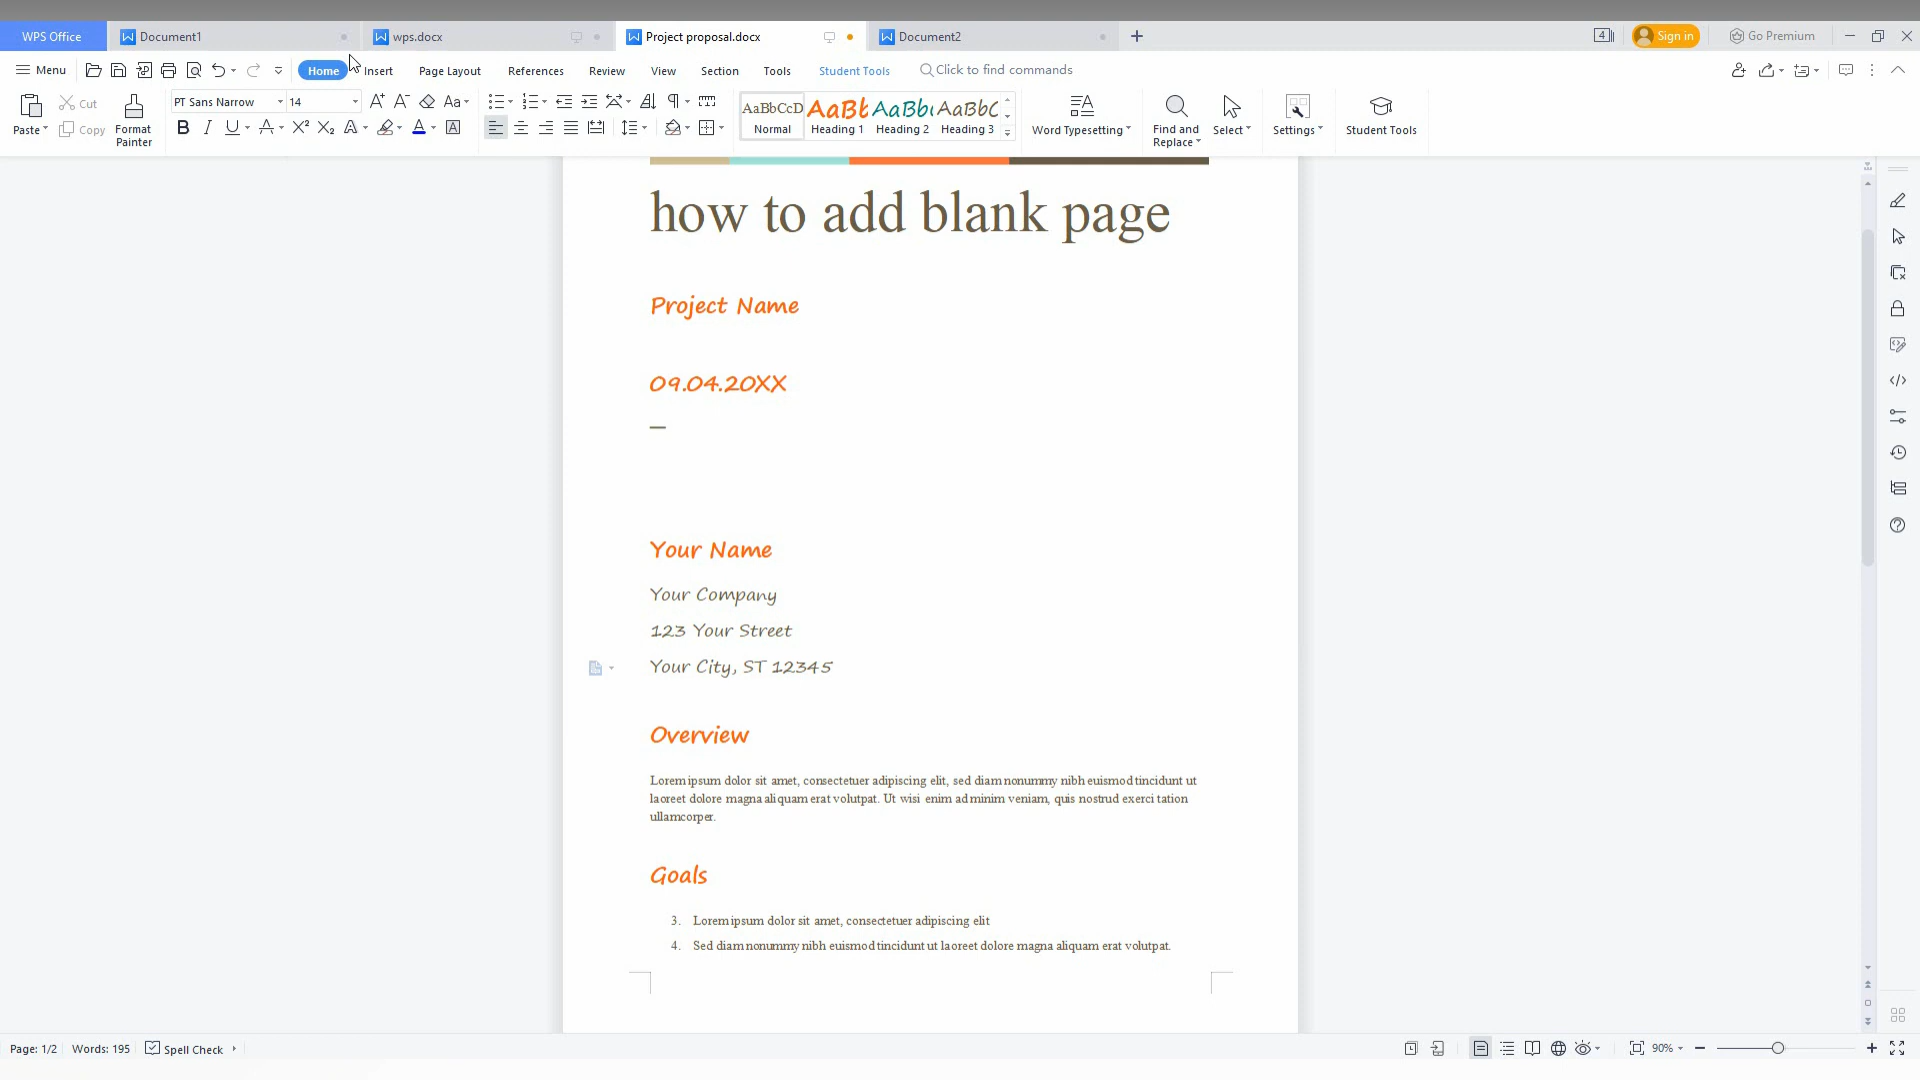 WPS Office Document1 wps.docx Project proposal.docx Document2 4 Sign in Go Premium
Menu Home Insert Page Layout References Review View Section Tools Student Tools Click to find commands
Paste Cut Copy Format Painter PT Sans Narrow 14 AaBbCcD Normal AaBb Heading 1 AaBb Heading 2 AaBbC Heading 3 Word Typesetting Find and Replace Select Settings Student Tools
how to add blank page
Project Name
09.04.20XX
Your Name
Your Company
123 Your Street
Your City, ST 12345
Overview
Lorem ipsum dolor sit amet, consectetuer adipiscing elit, sed diam nonummy nibh euismod tincidunt ut
laoreet dolore magna aliquam erat volutpat. Ut wisi enim ad minim veniam, quis nostrud exerci tation
ullamcorper.
Goals
3. Lorem ipsum dolor sit amet, consectetuer adipiscing elit
4. Sed diam nonummy nibh euismod tincidunt ut laoreet dolore magna aliquam erat volutpat.
Page: 1/2 Words: 195 Spell Check 90%